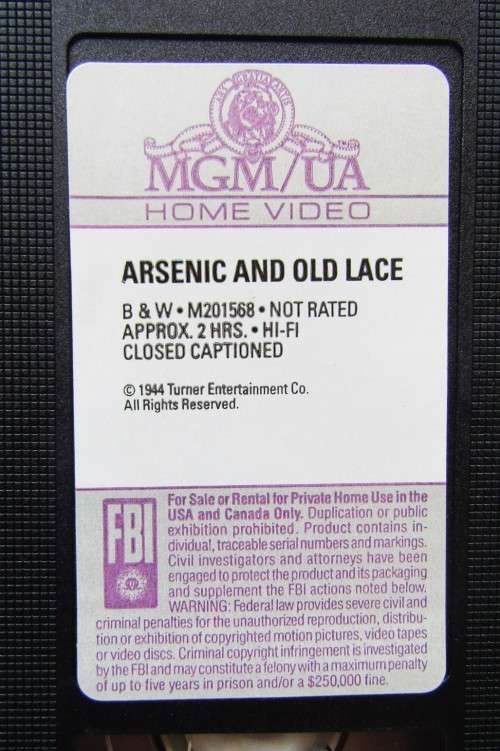 ARS GRATIA ARTIS
TM
MGM/UA
HOME VIDEO
ARSENIC AND OLD LACE
B & W • M201568 • NOT RATED
APPROX. 2 HRS. • HI-FI
CLOSED CAPTIONED
© 1944 Turner Entertainment Co.
All Rights Reserved.
FBI
For Sale or Rental for Private Home Use in the
USA and Canada Only. Duplication or public
exhibition prohibited. Product contains in-
dividual, traceable serial numbers and markings.
Civil investigators and attorneys have been
engaged to protect the product and its packaging
and supplement the FBI actions noted below.
WARNING: Federal law provides severe civil and
criminal penalties for the unauthorized reproduction, distribu-
tion or exhibition of copyrighted motion pictures, video tapes
or video discs. Criminal copyright infringement is investigated
by the FBI and may constitute a felony with a maximum penalty
of up to five years in prison and/or a $250,000 fine.